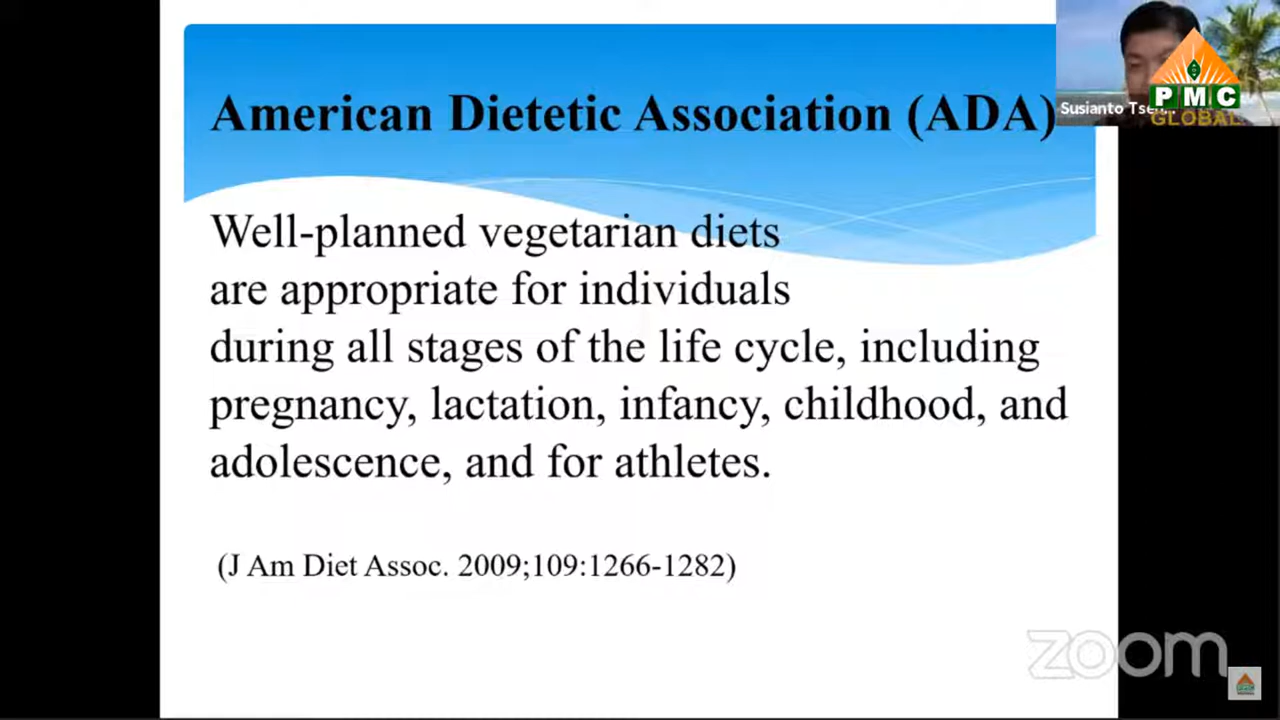 American Dietetic Association (ADA)
Susianto
PMC
GLOBAL
Well-planned vegetarian diets
are appropriate for individuals
during all stages of the life cycle, including
pregnancy, lactation, infancy, childhood, and
adolescence, and for athletes.
(J Am Diet Assoc. 2009;109:1266-1282)
zoom